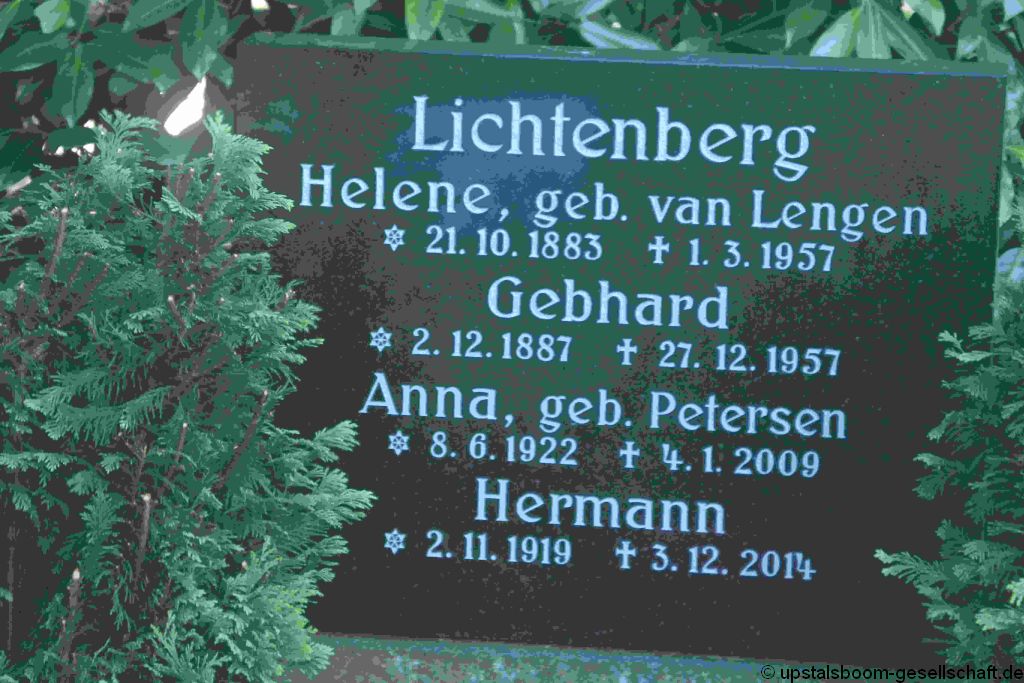 Lichtenberg
Helene, geb. van Lengen
✡ 21. 10. 1883 ✝ 1. 3. 1957
Gebhard
✡ 2. 12. 1887 ✝ 27. 12. 1957
Anna, geb. Petersen
✡ 8. 6. 1922 ✝ 4. 1. 2009
Hermann
✡ 2. 11. 1919 ✝ 3. 12. 2014
© upstalsboom-gesellschaft.de